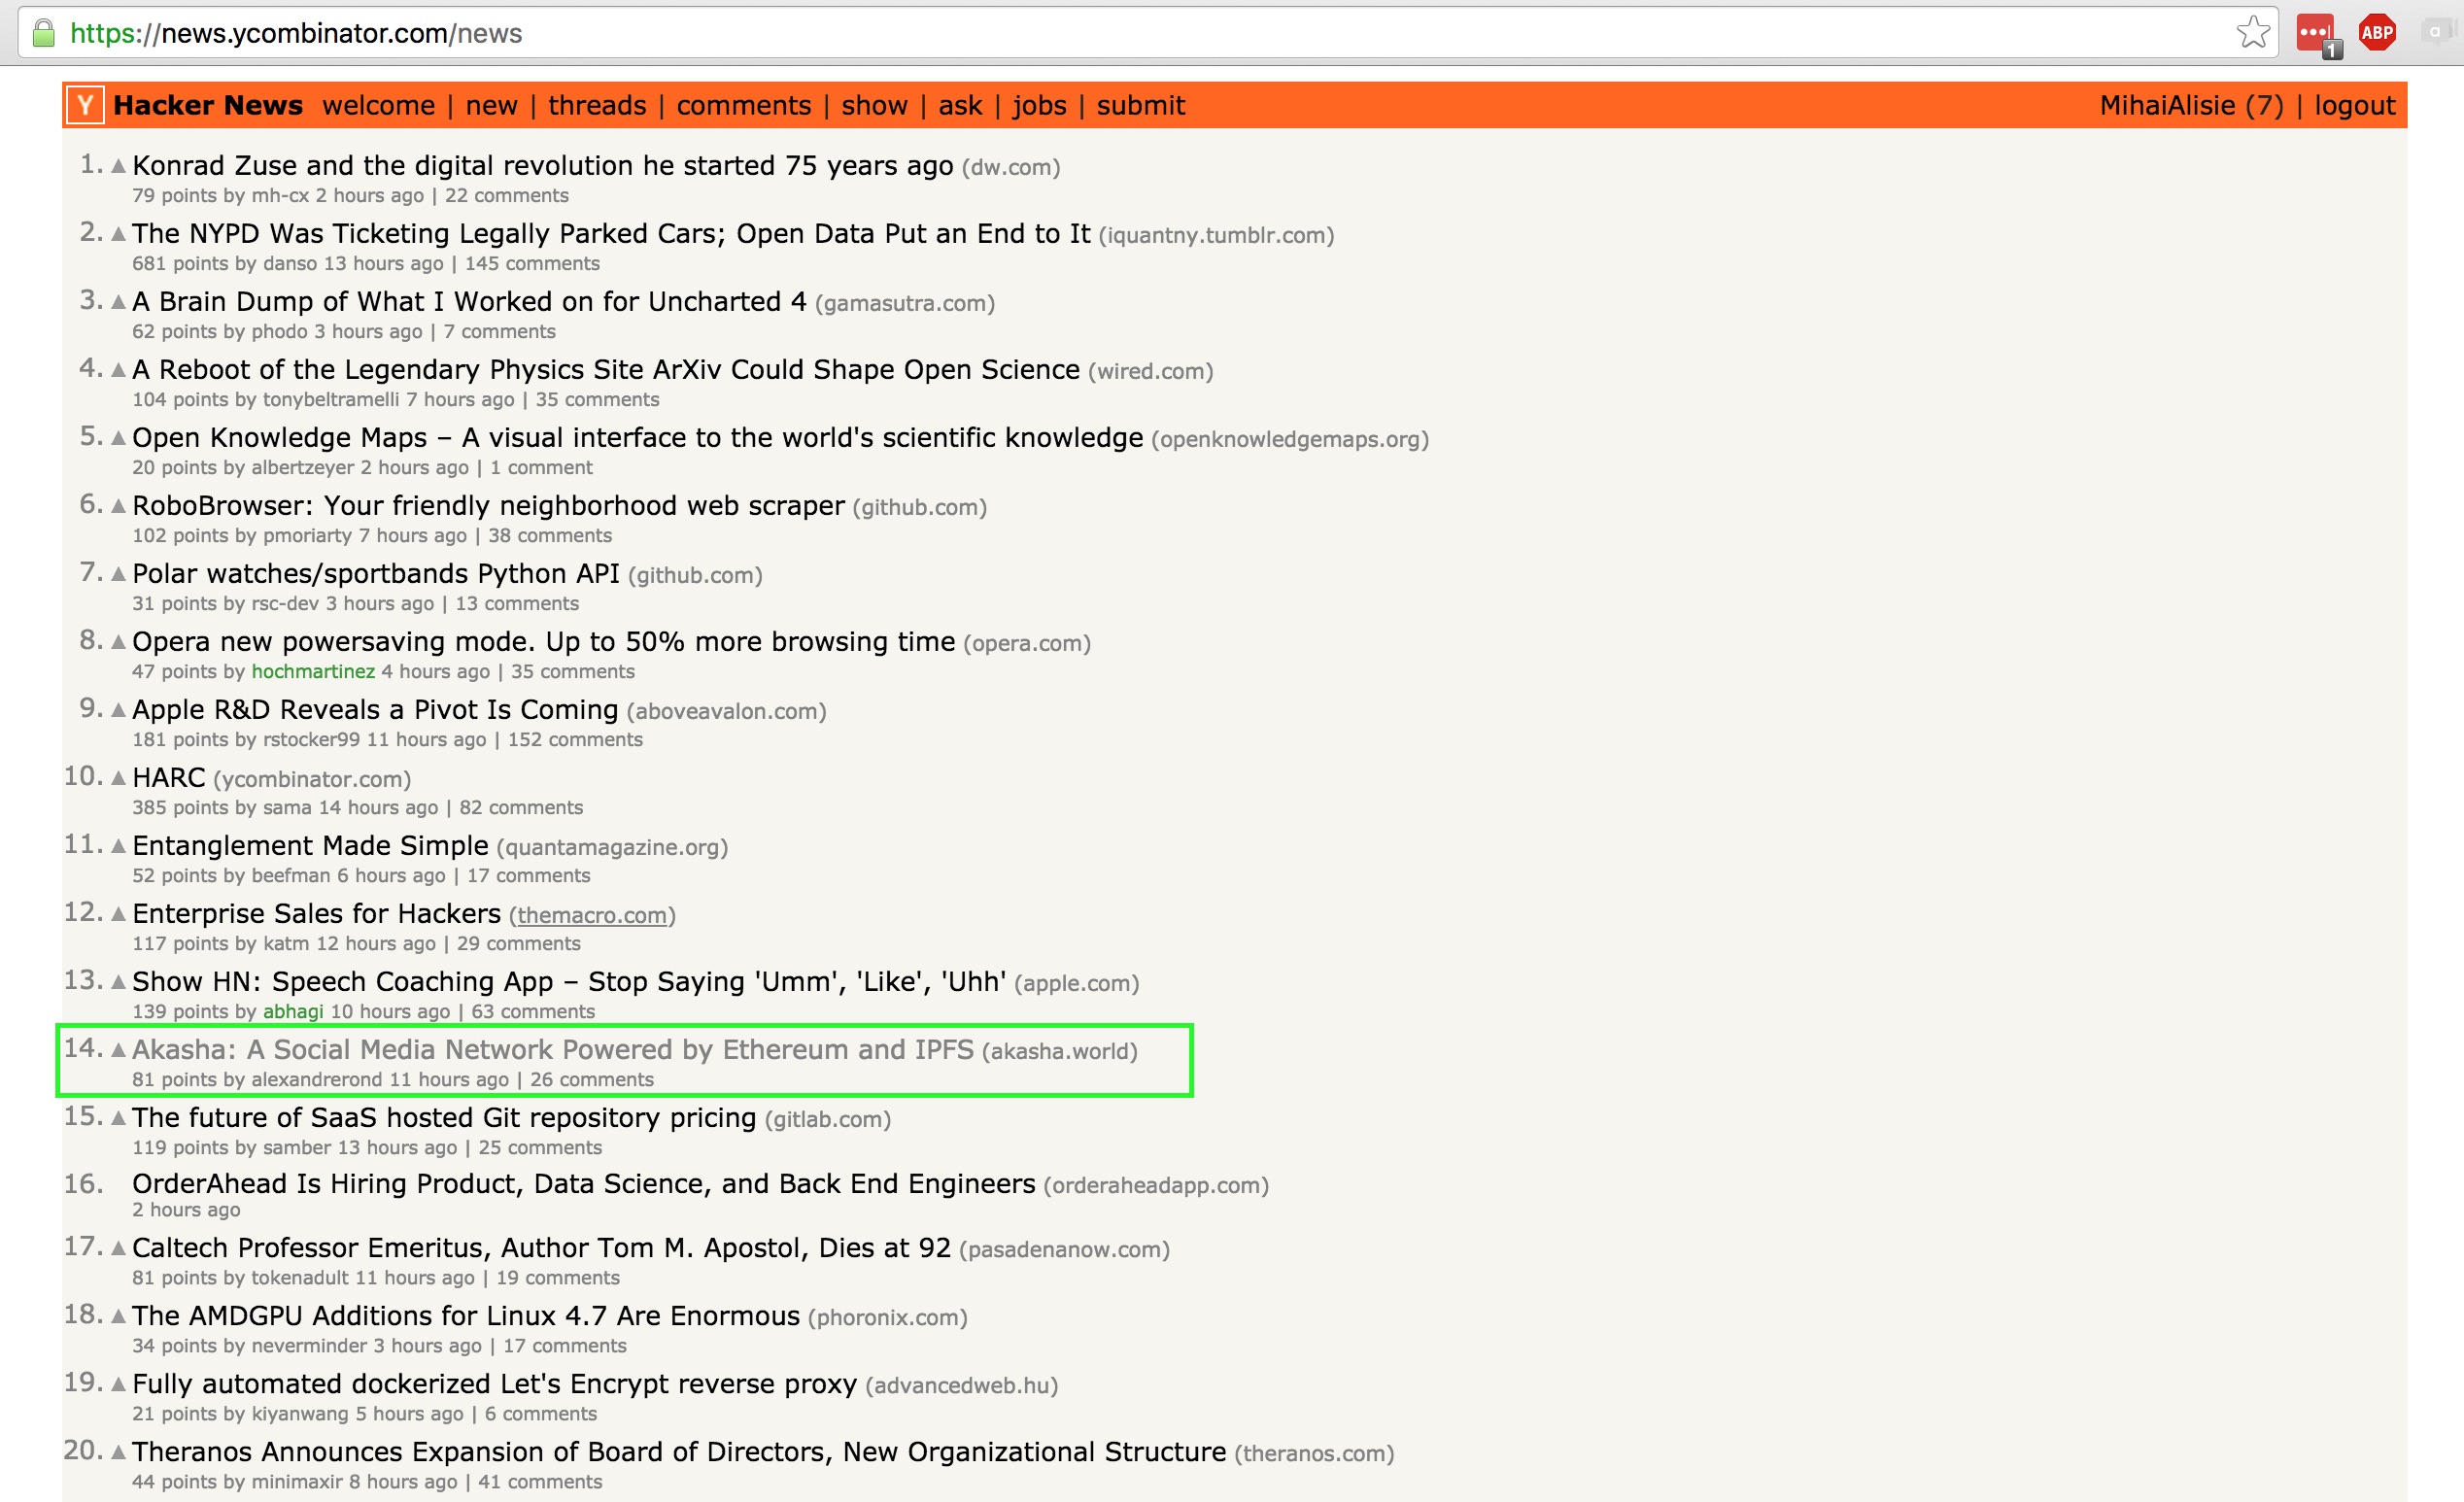 https://news.ycombinator.com/news
1
ABP
a
Y Hacker News welcome | new | threads | comments | show | ask | jobs | submit MihaiAlisie (7) | logout
1. Konrad Zuse and the digital revolution he started 75 years ago (dw.com)
79 points by mh-cx 2 hours ago | 22 comments
2. The NYPD Was Ticketing Legally Parked Cars; Open Data Put an End to It (iquantny.tumblr.com)
681 points by danso 13 hours ago | 145 comments
3. A Brain Dump of What I Worked on for Uncharted 4 (gamasutra.com)
62 points by phodo 3 hours ago | 7 comments
4. A Reboot of the Legendary Physics Site ArXiv Could Shape Open Science (wired.com)
104 points by tonybeltramelli 7 hours ago | 35 comments
5. Open Knowledge Maps – A visual interface to the world's scientific knowledge (openknowledgemaps.org)
20 points by albertzeyer 2 hours ago | 1 comment
6. RoboBrowser: Your friendly neighborhood web scraper (github.com)
102 points by pmoriarty 7 hours ago | 38 comments
7. Polar watches/sportbands Python API (github.com)
31 points by rsc-dev 3 hours ago | 13 comments
8. Opera new powersaving mode. Up to 50% more browsing time (opera.com)
47 points by hochmartinez 4 hours ago | 35 comments
9. Apple R&D Reveals a Pivot Is Coming (aboveavalon.com)
181 points by rstocker99 11 hours ago | 152 comments
10. HARC (ycombinator.com)
385 points by sama 14 hours ago | 82 comments
11. Entanglement Made Simple (quantamagazine.org)
52 points by beefman 6 hours ago | 17 comments
12. Enterprise Sales for Hackers (themacro.com)
117 points by katm 12 hours ago | 29 comments
13. Show HN: Speech Coaching App – Stop Saying 'Umm', 'Like', 'Uhh' (apple.com)
139 points by abhagi 10 hours ago | 63 comments
14. Akasha: A Social Media Network Powered by Ethereum and IPFS (akasha.world)
81 points by alexandrerond 11 hours ago | 26 comments
15. The future of SaaS hosted Git repository pricing (gitlab.com)
119 points by samber 13 hours ago | 25 comments
16. OrderAhead Is Hiring Product, Data Science, and Back End Engineers (orderaheadapp.com)
2 hours ago
17. Caltech Professor Emeritus, Author Tom M. Apostol, Dies at 92 (pasadenanow.com)
81 points by tokenadult 11 hours ago | 19 comments
18. The AMDGPU Additions for Linux 4.7 Are Enormous (phoronix.com)
34 points by neverminder 3 hours ago | 17 comments
19. Fully automated dockerized Let's Encrypt reverse proxy (advancedweb.hu)
21 points by kiyanwang 5 hours ago | 6 comments
20. Theranos Announces Expansion of Board of Directors, New Organizational Structure (theranos.com)
44 points by minimaxir 8 hours ago | 41 comments